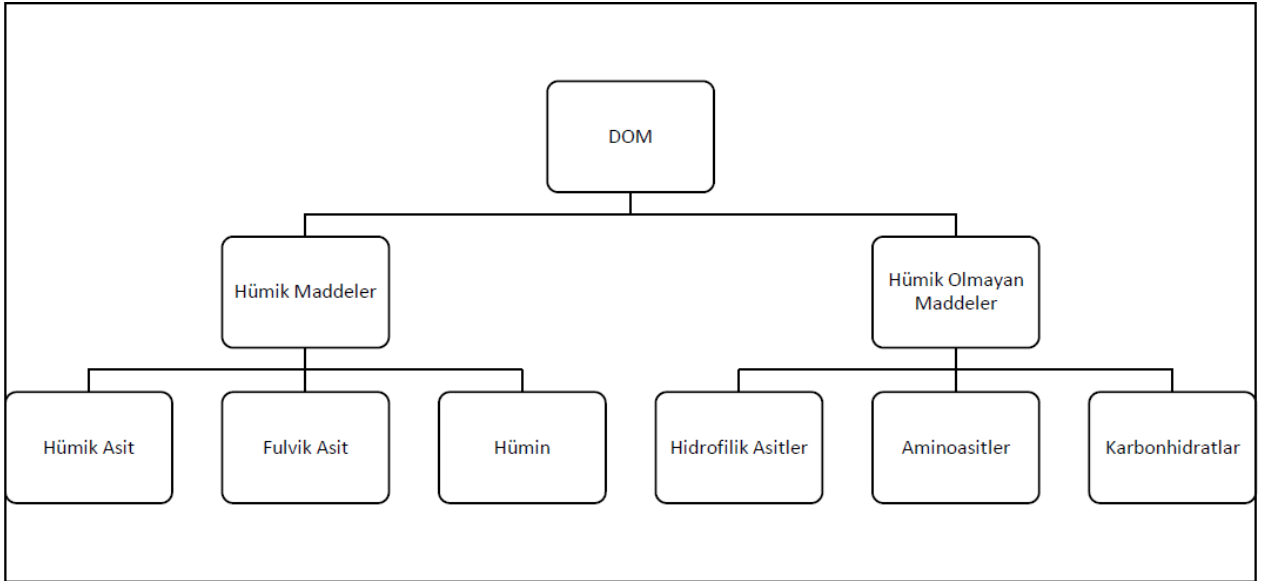 DOM
Hümik Maddeler
Hümik Olmayan
Maddeler
Hümik Asit
Fulvik Asit
Hümin
Hidrofilik Asitler
Aminoasitler
Karbonhidratlar